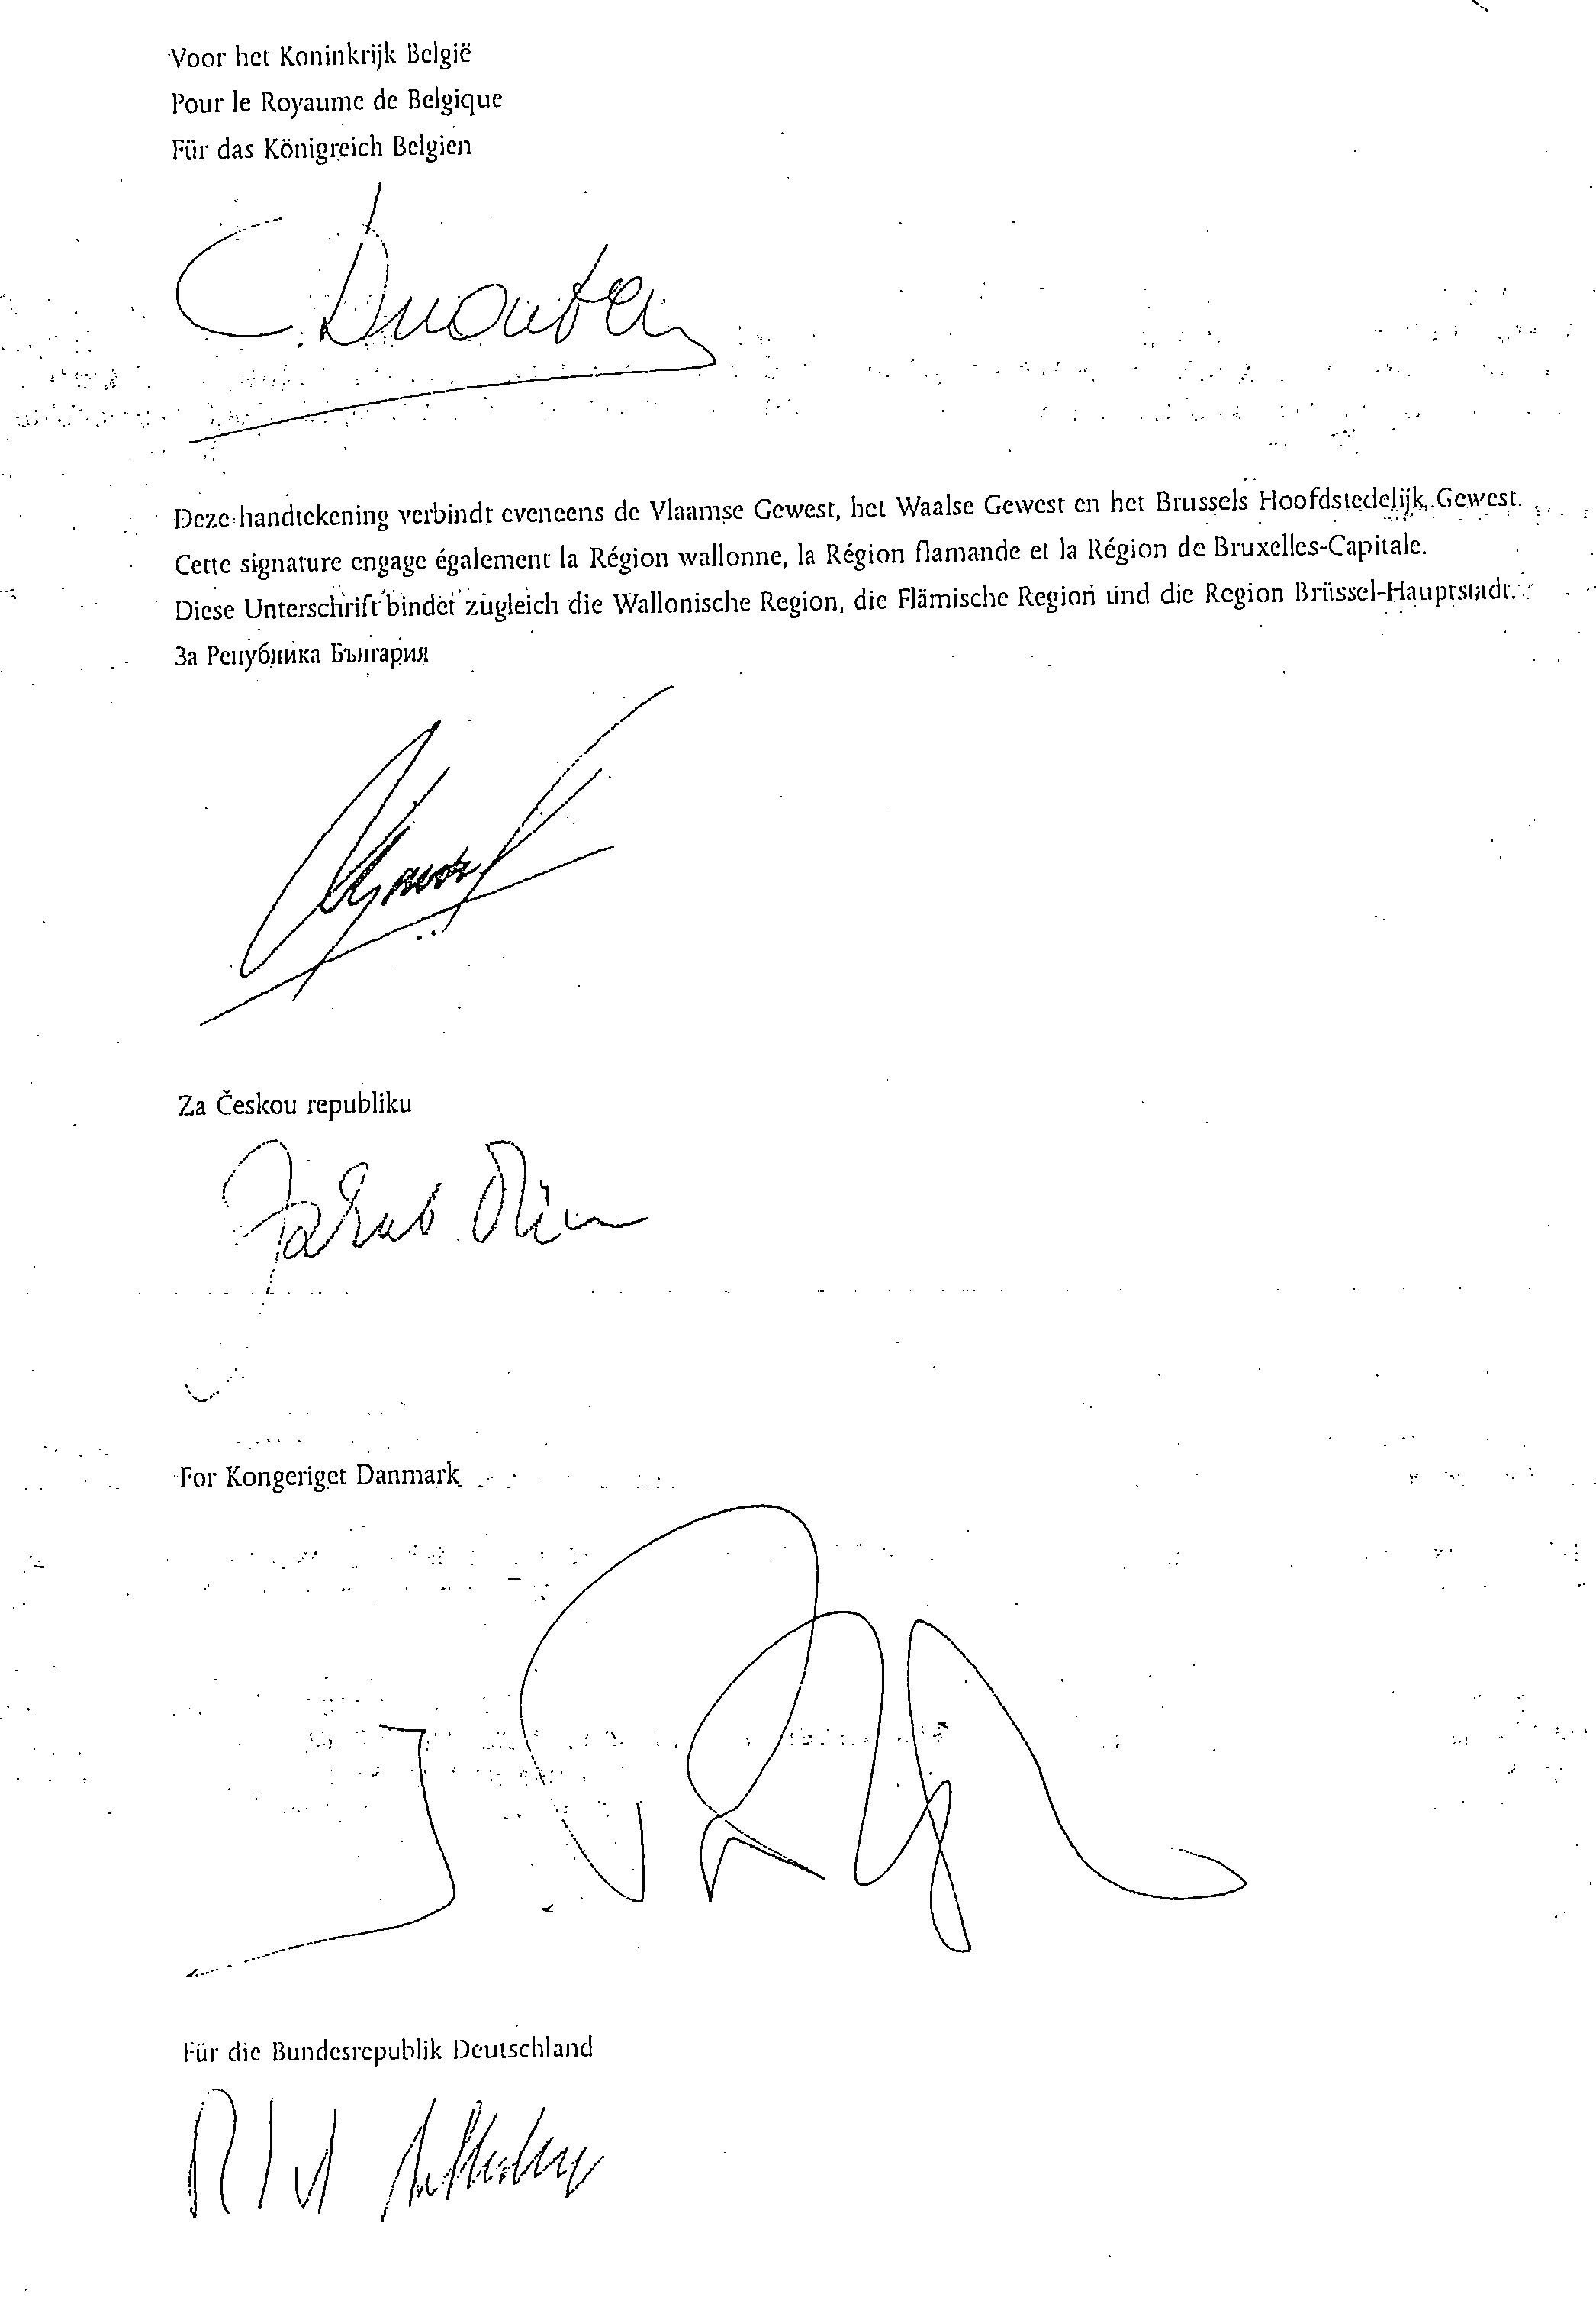 Voor het Koninkrijk België
Pour le Royaume de Belgique
Für das Königreich Belgien
Deze handtekening verbindt eveneens de Vlaamse Gewest, het Waalse Gewest en het Brussels Hoofdstedelijk Gewest.
Cette signature engage également la Région wallonne, la Région flamande et la Région de Bruxelles-Capitale.
Diese Unterschrift bindet zugleich die Wallonische Region, die Flämische Region und die Region Brüssel-Hauptstadt.
За Република България
Za Českou republiku
Jakub
For Kongeriget Danmark
Für die Bundesrepublik Deutschland